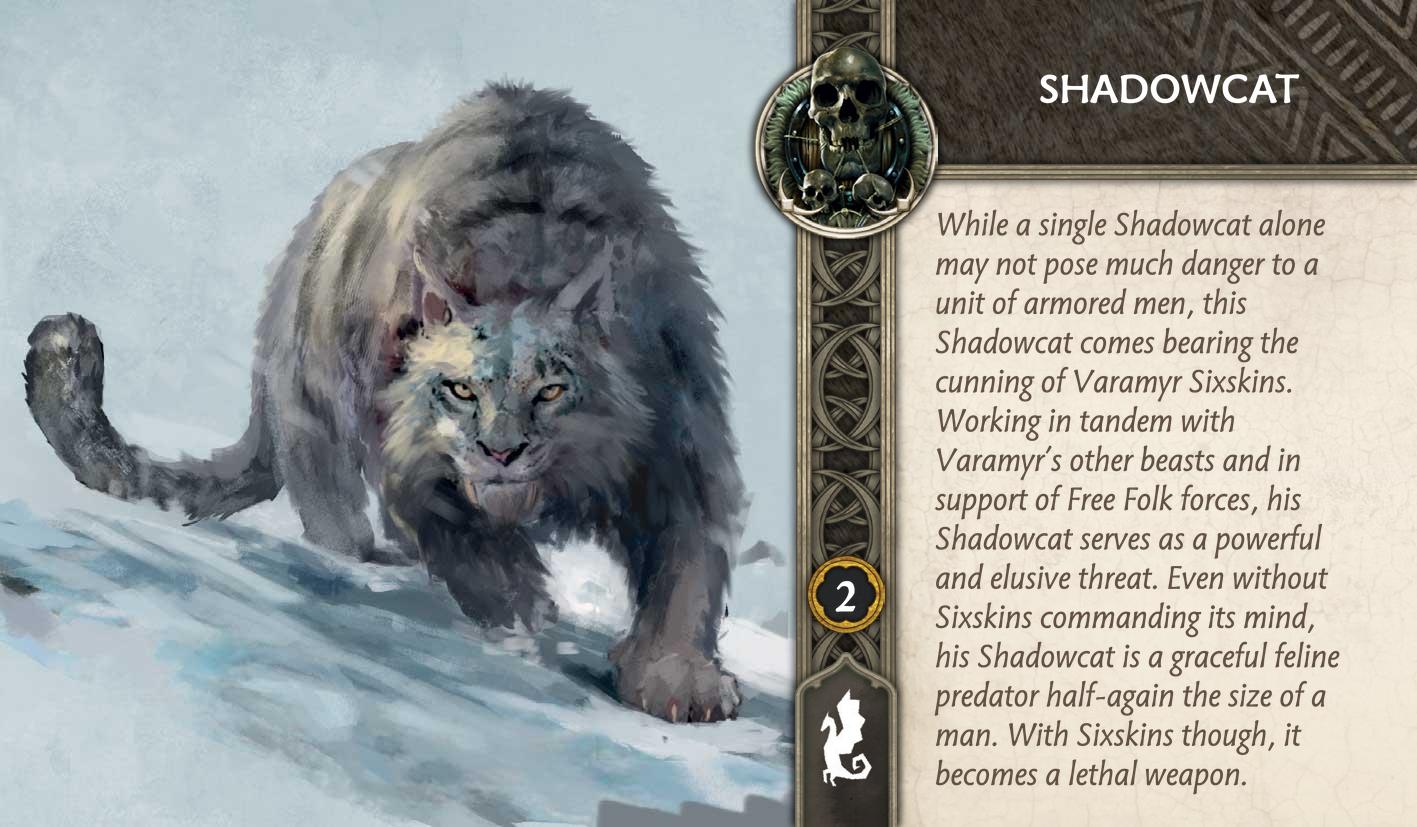 SHADOWCAT
While a single Shadowcat alone
may not pose much danger to a
unit of armored men, this
Shadowcat comes bearing the
cunning of Varamyr Sixskins.
Working in tandem with
Varamyr's other beasts and in
support of Free Folk forces, his
Shadowcat serves as a powerful
and elusive threat. Even without
Sixskins commanding its mind,
his Shadowcat is a graceful feline
predator half-again the size of a
man. With Sixskins though, it
becomes a lethal weapon.
2